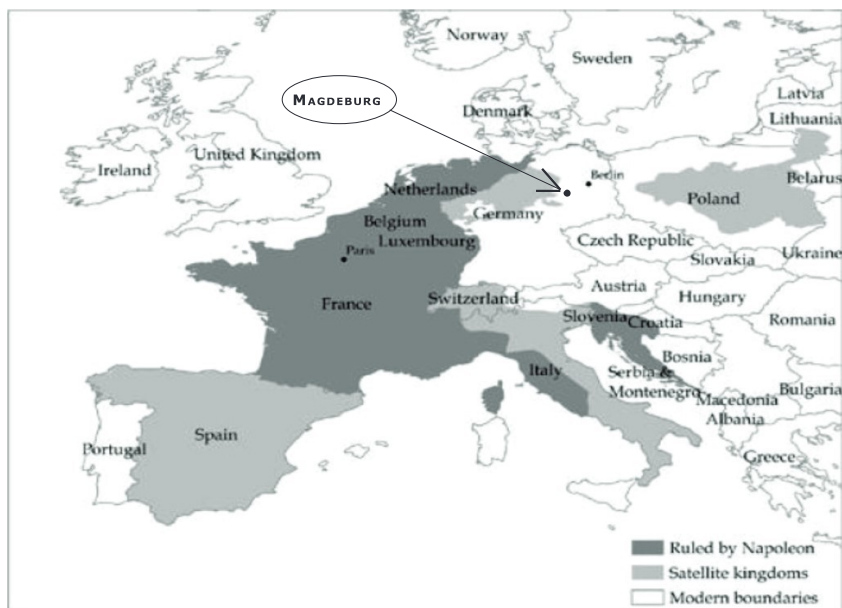 Norway
Sweden
MAGDEBURG
Latvia
Denmark
Lithuania
Ireland
United Kingdom
Netherlands
Berlin
Belarus
Poland
Belgium
Germany
Luxembourg
Paris
Czech Republic
Ukraine
Slovakia
Austria
France
Switzerland
Hungary
Slovenia
Croatia
Romania
Bosnia
Italy
Serbia &
Montenegro
Bulgaria
Macedonia
Albania
Portugal
Spain
Greece
Ruled by Napoleon
Satellite kingdoms
Modern boundaries